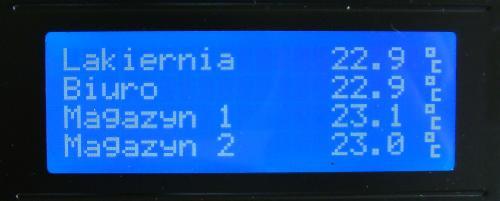 Lakiernia 22.9 °C
Biuro 22.9 °C
Magazyn 1 23.1 °C
Magazyn 2 23.0 °C